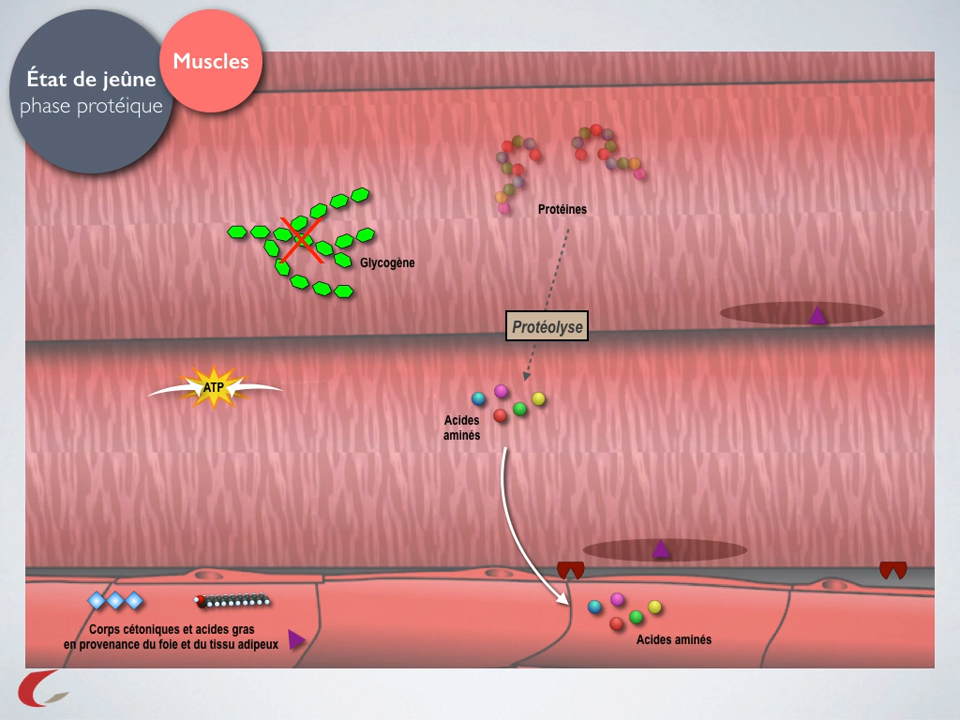 État de jeûne
phase protéique
Muscles
Protéines
Glycogène
Protéolyse
ATP
Acides
aminés
Corps cétoniques et acides gras
en provenance du foie et du tissu adipeux
Acides aminés